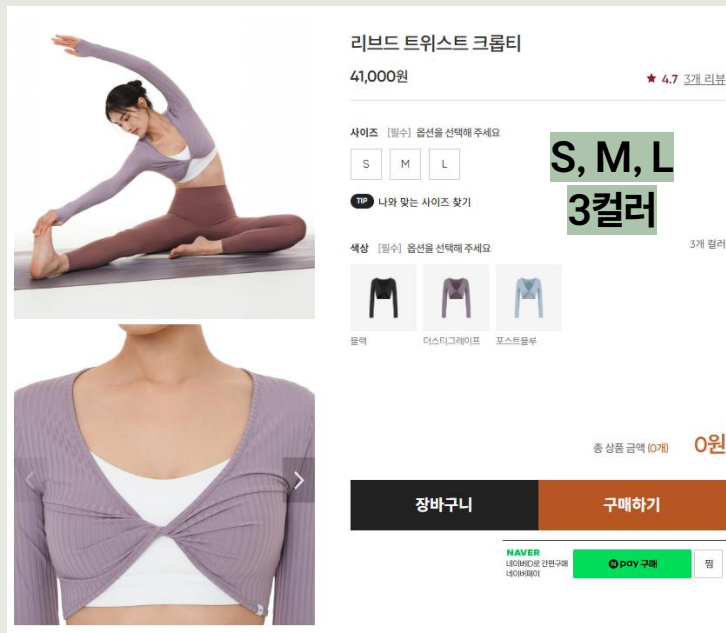 리브드 트위스트 크롭티
41,000원
★ 4.7 3개 리뷰
사이즈 [필수] 옵션을 선택해 주세요
S M L
S, M, L
3컬러
TIP 나와 맞는 사이즈 찾기
색상 [필수] 옵션을 선택해 주세요
3개 컬러
블랙 더스티그레이프 포스트블루
총 상품 금액 (0개) 0원
장바구니 구매하기
NAVER
네이버ID로 간편구매
네이버페이
N pay 구매 찜